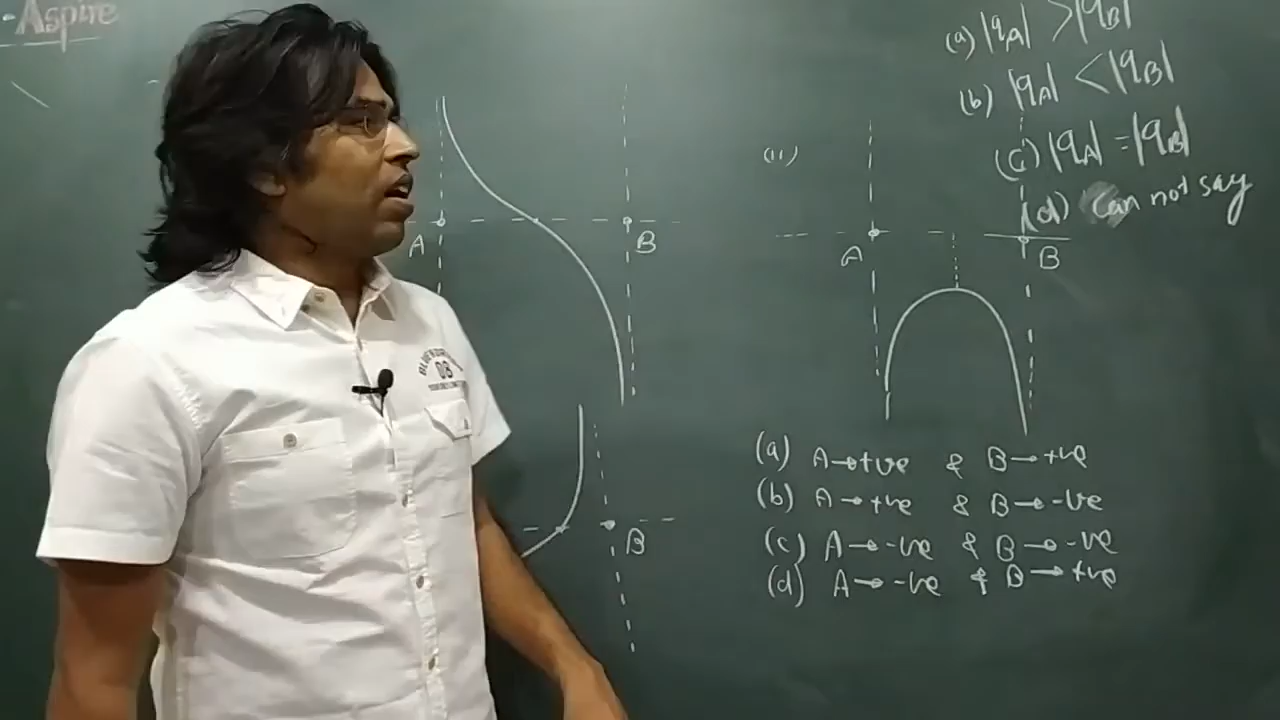 - Aspire
(a) |qA| > |qB|
(b) |qA| < |qB|
(c) |qA| = |qB|
(d) Can not say
A
B
(ii)
A
B
B
08
(a) A→+ve & B→+ve
(b) A→+ve & B→-ve
(c) A→-ve & B→-ve
(d) A→-ve & B→+ve